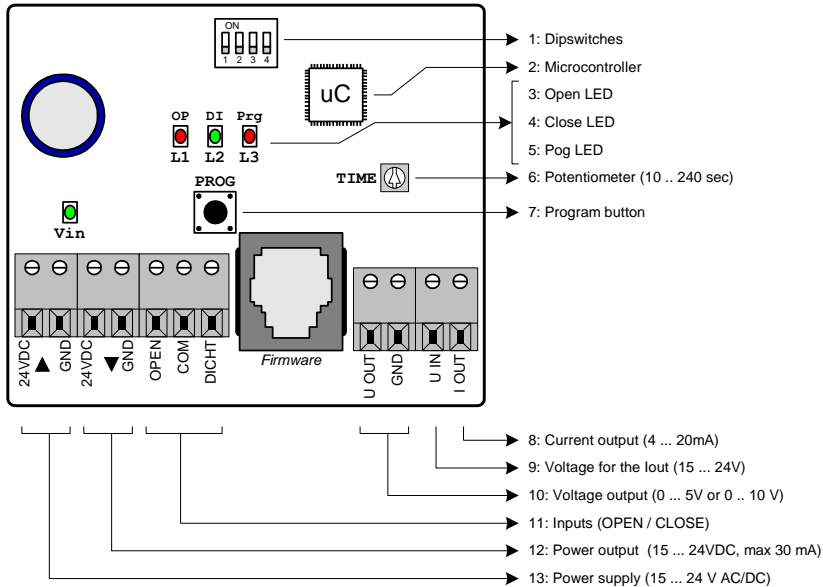 ON
1 2 3 4
uC
OP DI Prg
L1 L2 L3
TIME
PROG
Vin
Firmware
24VDC
GND
24VDC
GND
OPEN
COM
DICHT
U OUT
GND
U IN
I OUT
1: Dipswitches
2: Microcontroller
3: Open LED
4: Close LED
5: Pog LED
6: Potentiometer (10 .. 240 sec)
7: Program button
8: Current output (4 ... 20mA)
9: Voltage for the Iout (15 ... 24V)
10: Voltage output (0 ... 5V or 0 .. 10 V)
11: Inputs (OPEN / CLOSE)
12: Power output (15 ... 24VDC, max 30 mA)
13: Power supply (15 ... 24 V AC/DC)